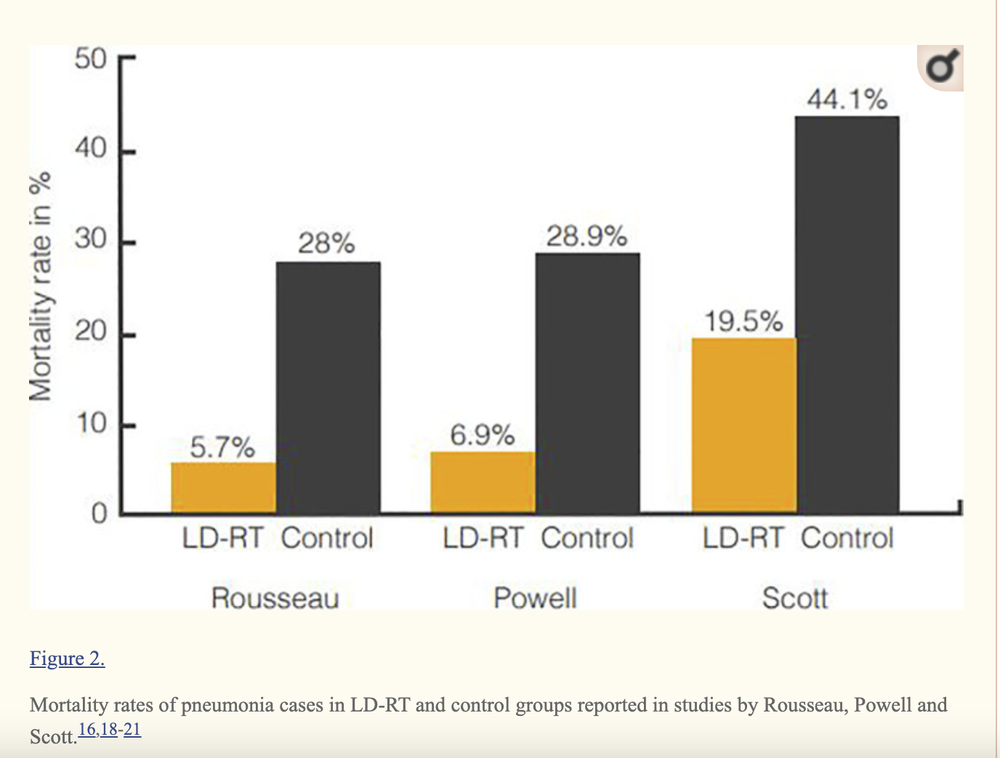 50
44.1%
40
Mortality rate in %
30
28%
28.9%
20
19.5%
10
5.7%
6.9%
0
LD-RT Control LD-RT Control LD-RT Control
Rousseau Powell Scott
Figure 2.
Mortality rates of pneumonia cases in LD-RT and control groups reported in studies by Rousseau, Powell and
Scott.16,18-21